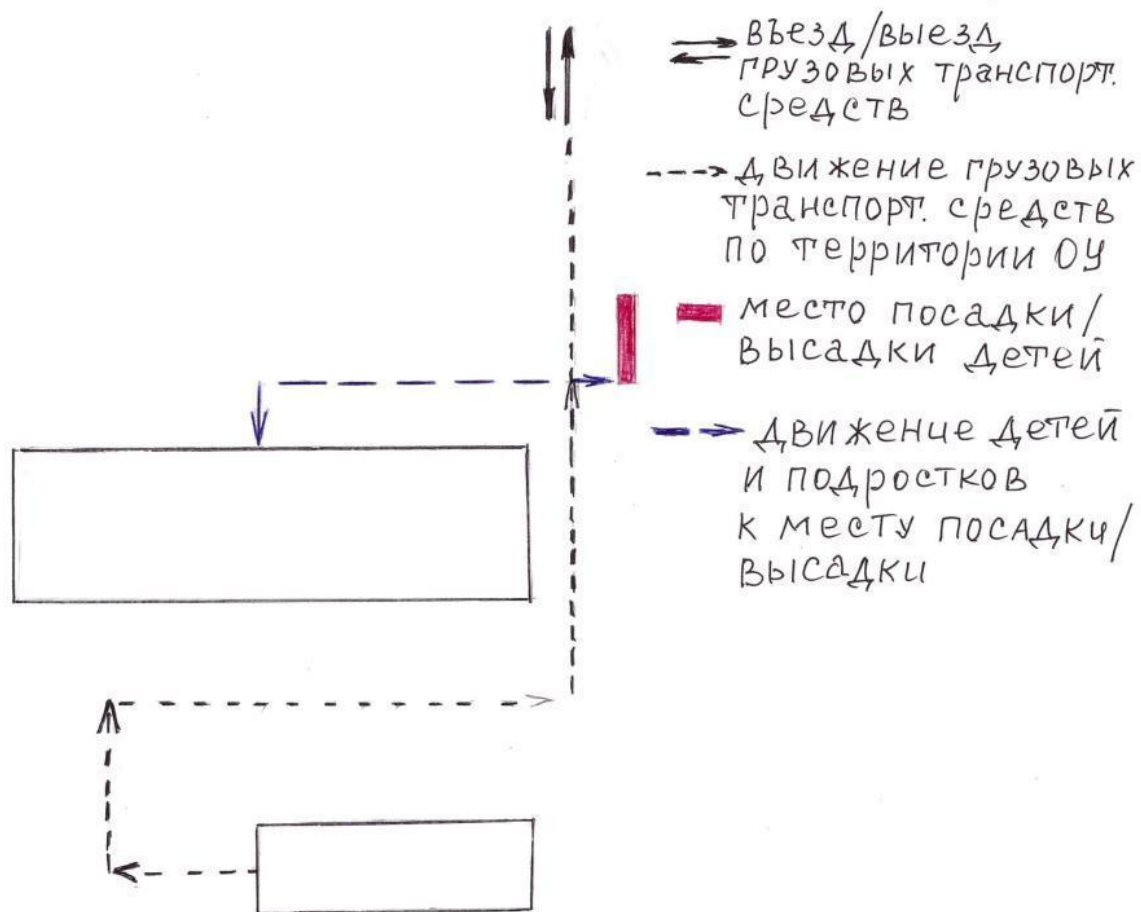 въезд/выезд
грузовых транспорт.
средств
движение грузовых
транспорт. средств
по территории ОУ
место посадки/
высадки детей
движение детей
и подростков
к месту посадки/
высадки